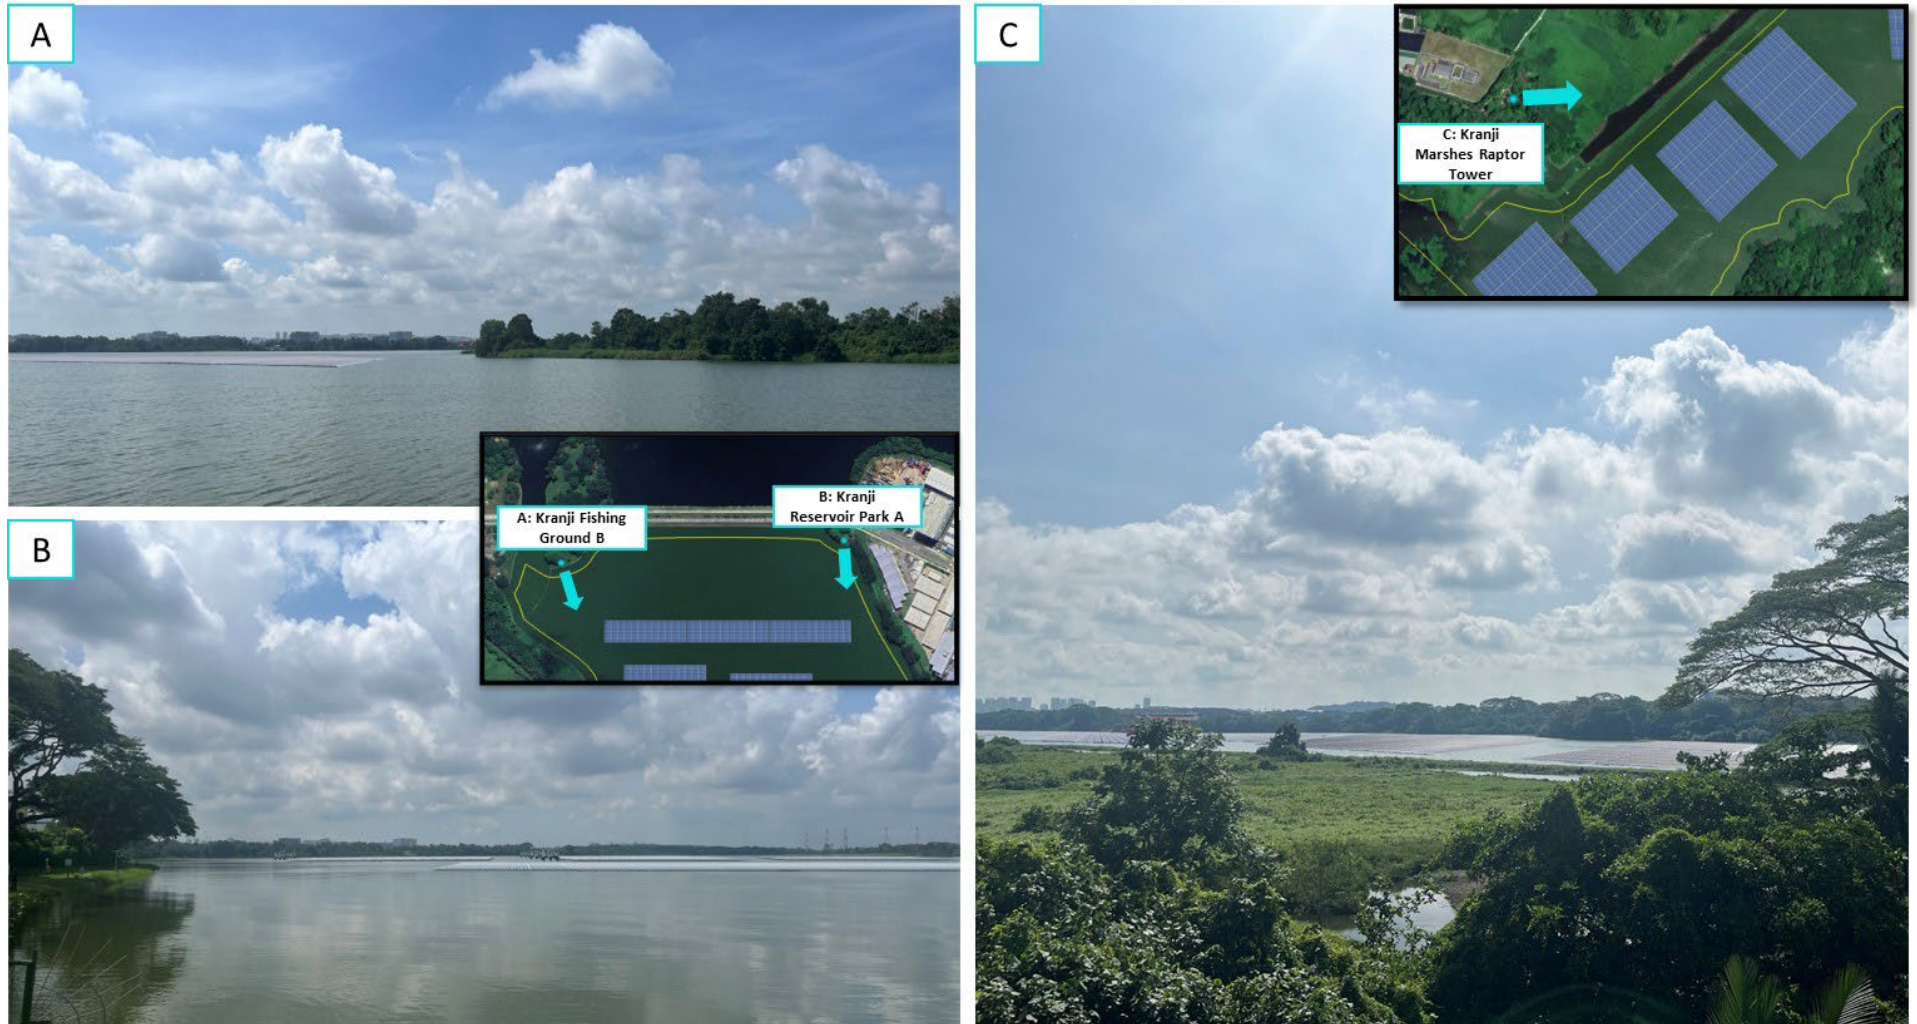 A
B
A: Kranji Fishing
Ground B
B: Kranji
Reservoir Park A
C
C: Kranji
Marshes Raptor
Tower